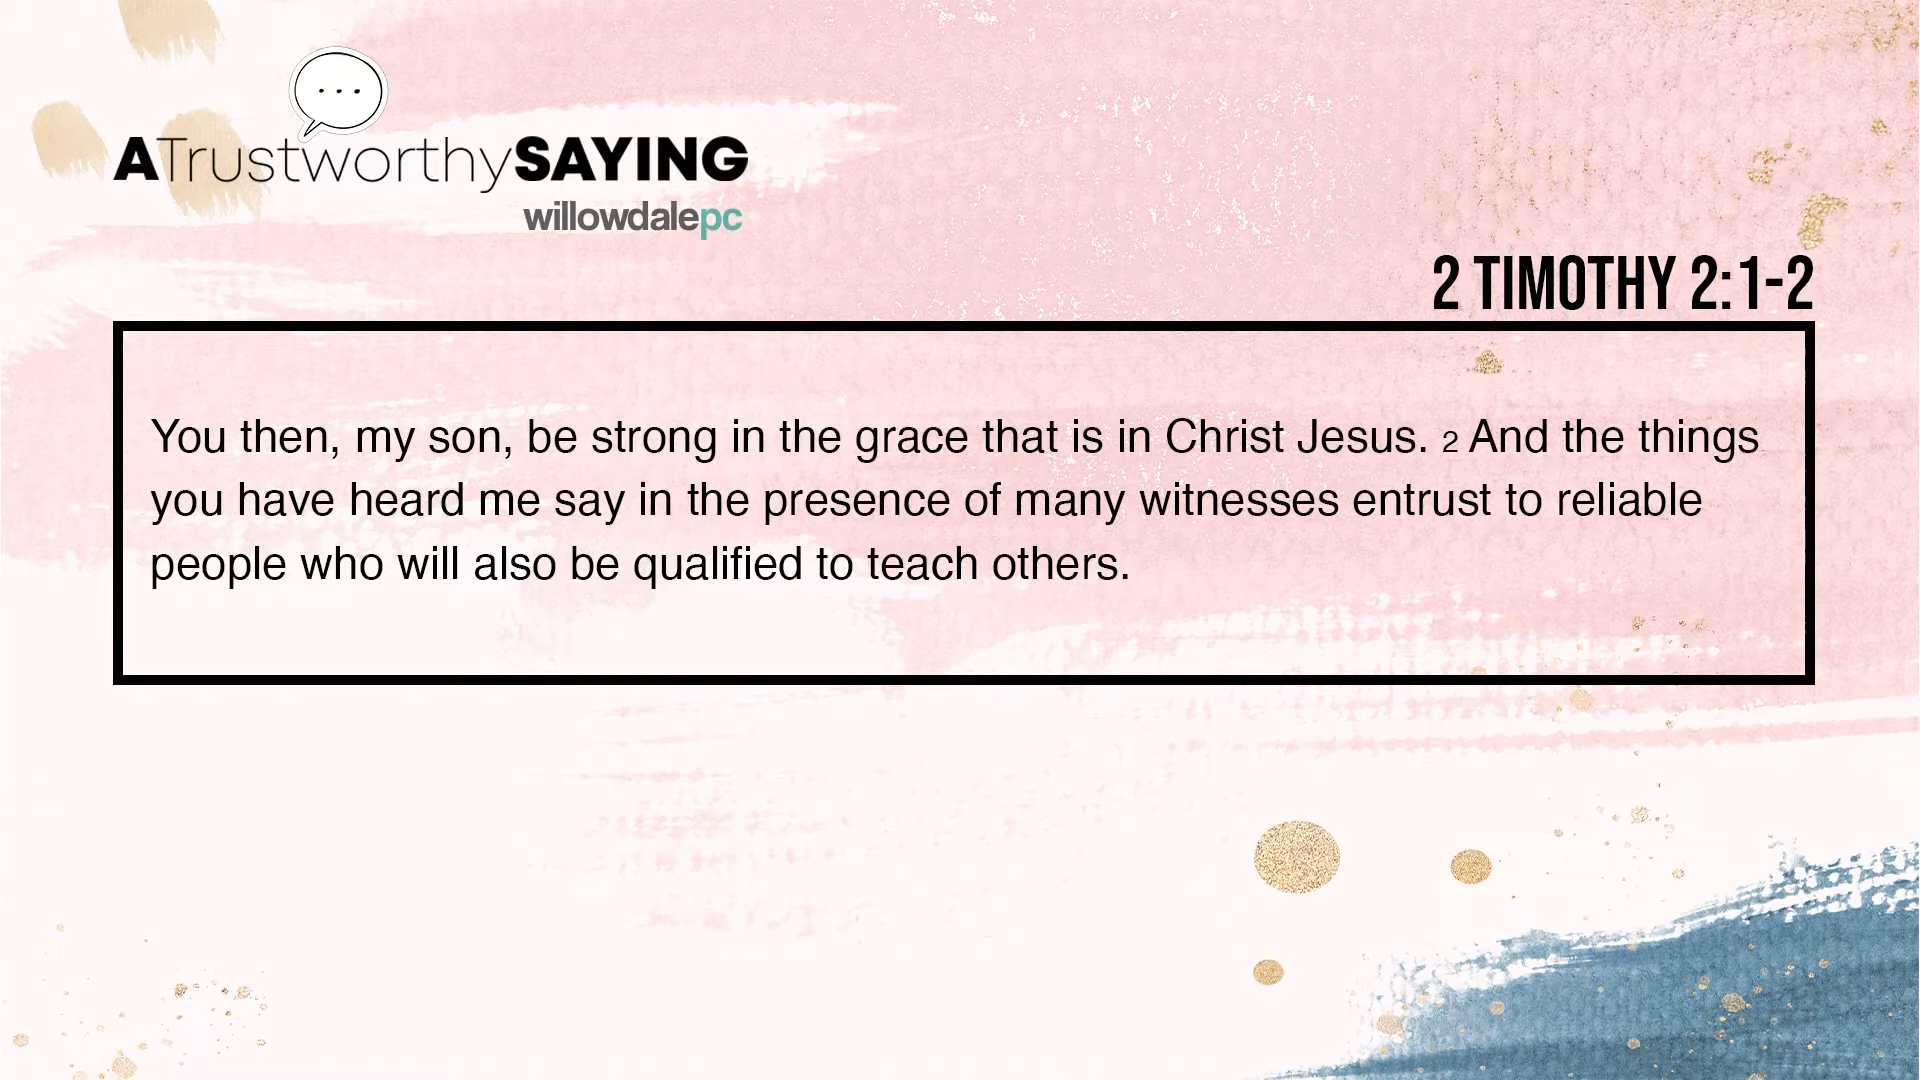 ATrustworthySAYING
willowdalepc
2 TIMOTHY 2:1-2
You then, my son, be strong in the grace that is in Christ Jesus. 2 And the things
you have heard me say in the presence of many witnesses entrust to reliable
people who will also be qualified to teach others.